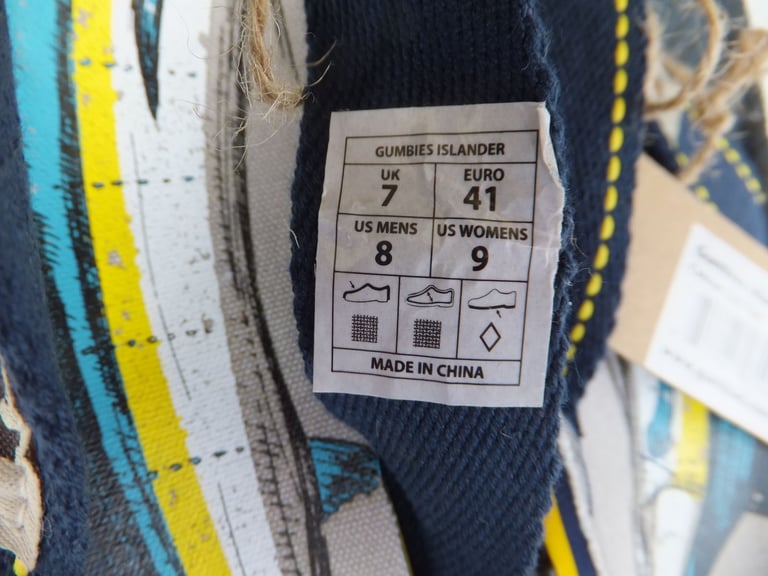 GUMBIES ISLANDER
UK EURO
7 41
US MENS US WOMENS
8 9
MADE IN CHINA